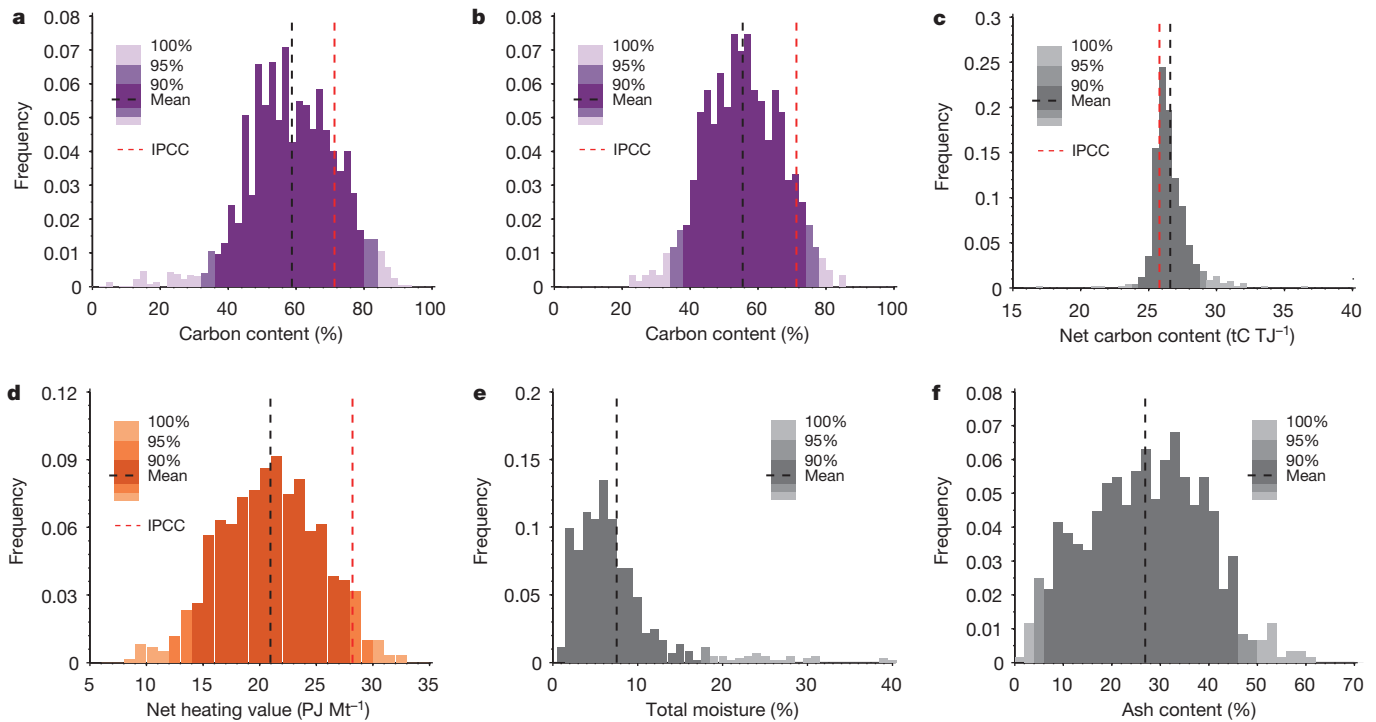 a
0.08
0.07
0.06
0.05
0.04
0.03
0.02
0.01
0
Frequency
100%
95%
90%
Mean
IPCC
0 20 40 60 80 100
Carbon content (%)
b
0.08
0.07
0.06
0.05
0.04
0.03
0.02
0.01
0
100%
95%
90%
Mean
IPCC
0 20 40 60 80 100
Carbon content (%)
c
0.3
0.25
0.20
0.15
0.10
0.05
0
Frequency
100%
95%
90%
Mean
IPCC
15 20 25 30 35 40
Net carbon content (tC TJ⁻¹)
d
0.12
0.09
0.06
0.03
0
Frequency
100%
95%
90%
Mean
IPCC
5 10 15 20 25 30 35
Net heating value (PJ Mt⁻¹)
e
0.2
0.15
0.1
0.05
0
Frequency
100%
95%
90%
Mean
0 10 20 30 40
Total moisture (%)
f
0.08
0.07
0.06
0.05
0.04
0.03
0.02
0.01
0
Frequency
100%
95%
90%
Mean
0 10 20 30 40 50 60 70
Ash content (%)